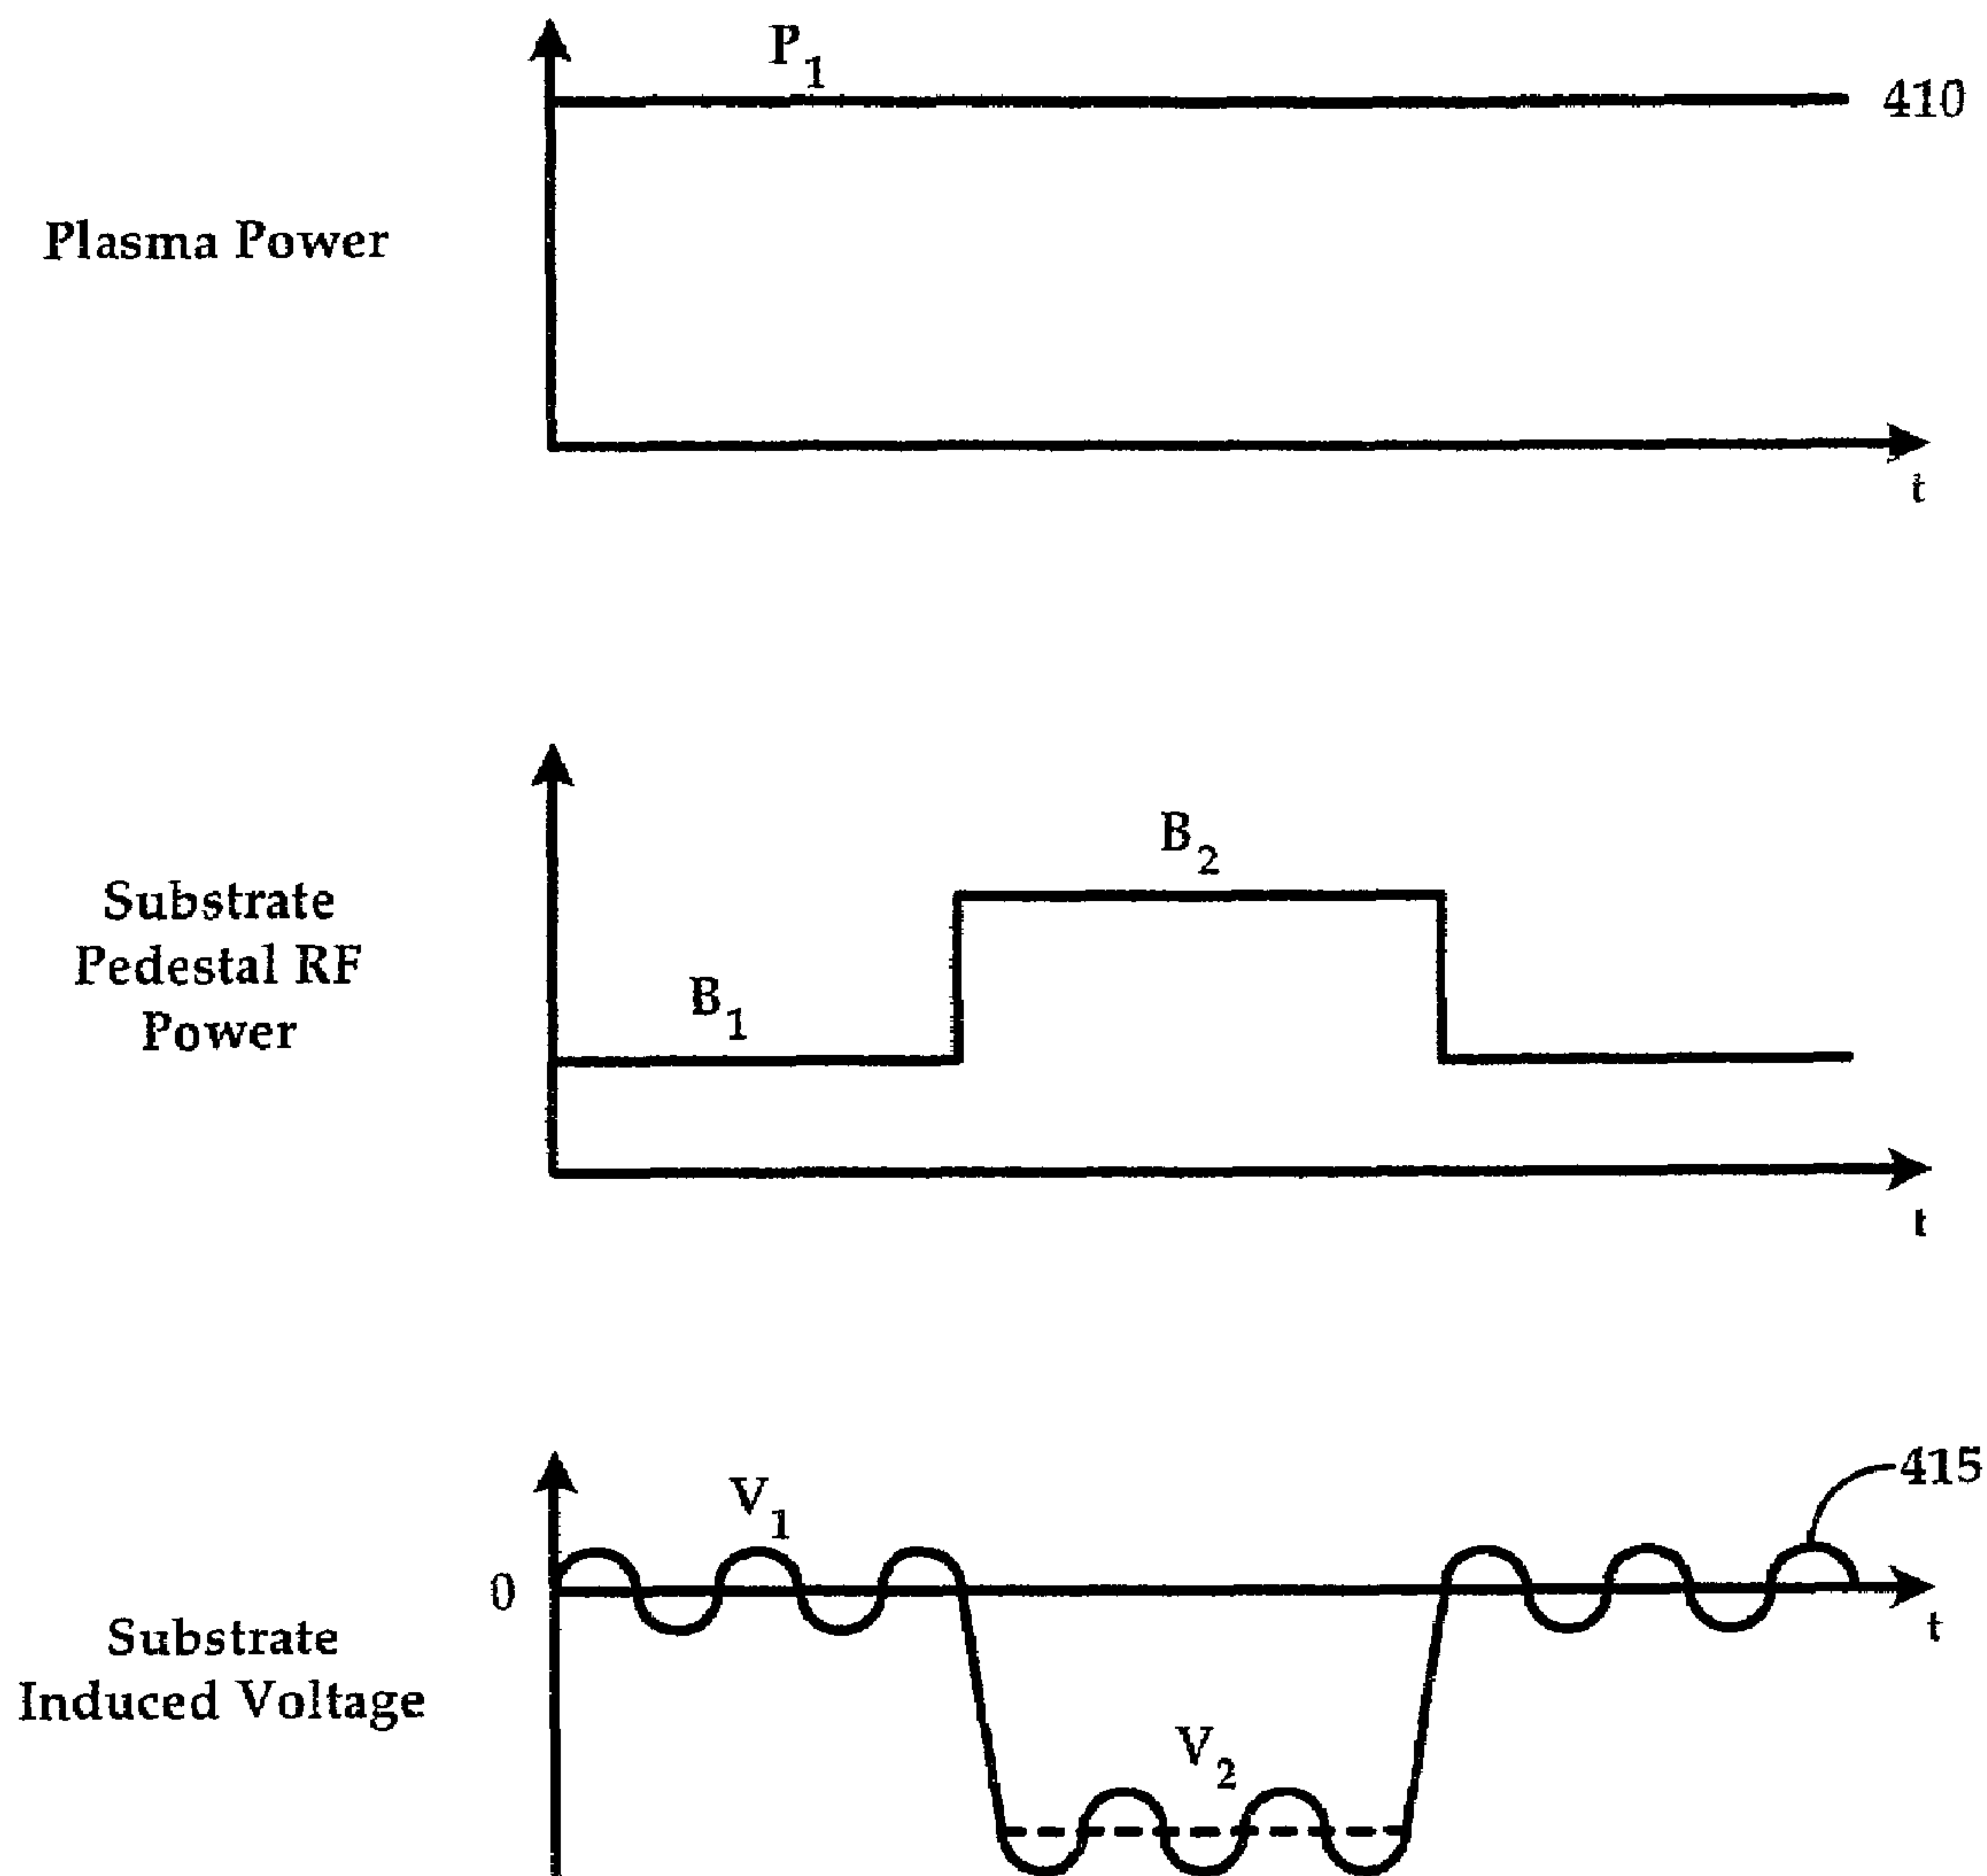 P1
410
Plasma Power
t
B2
Substrate
Pedestal RF
Power
B1
t
415
V1
0
t
Substrate
Induced Voltage
V2